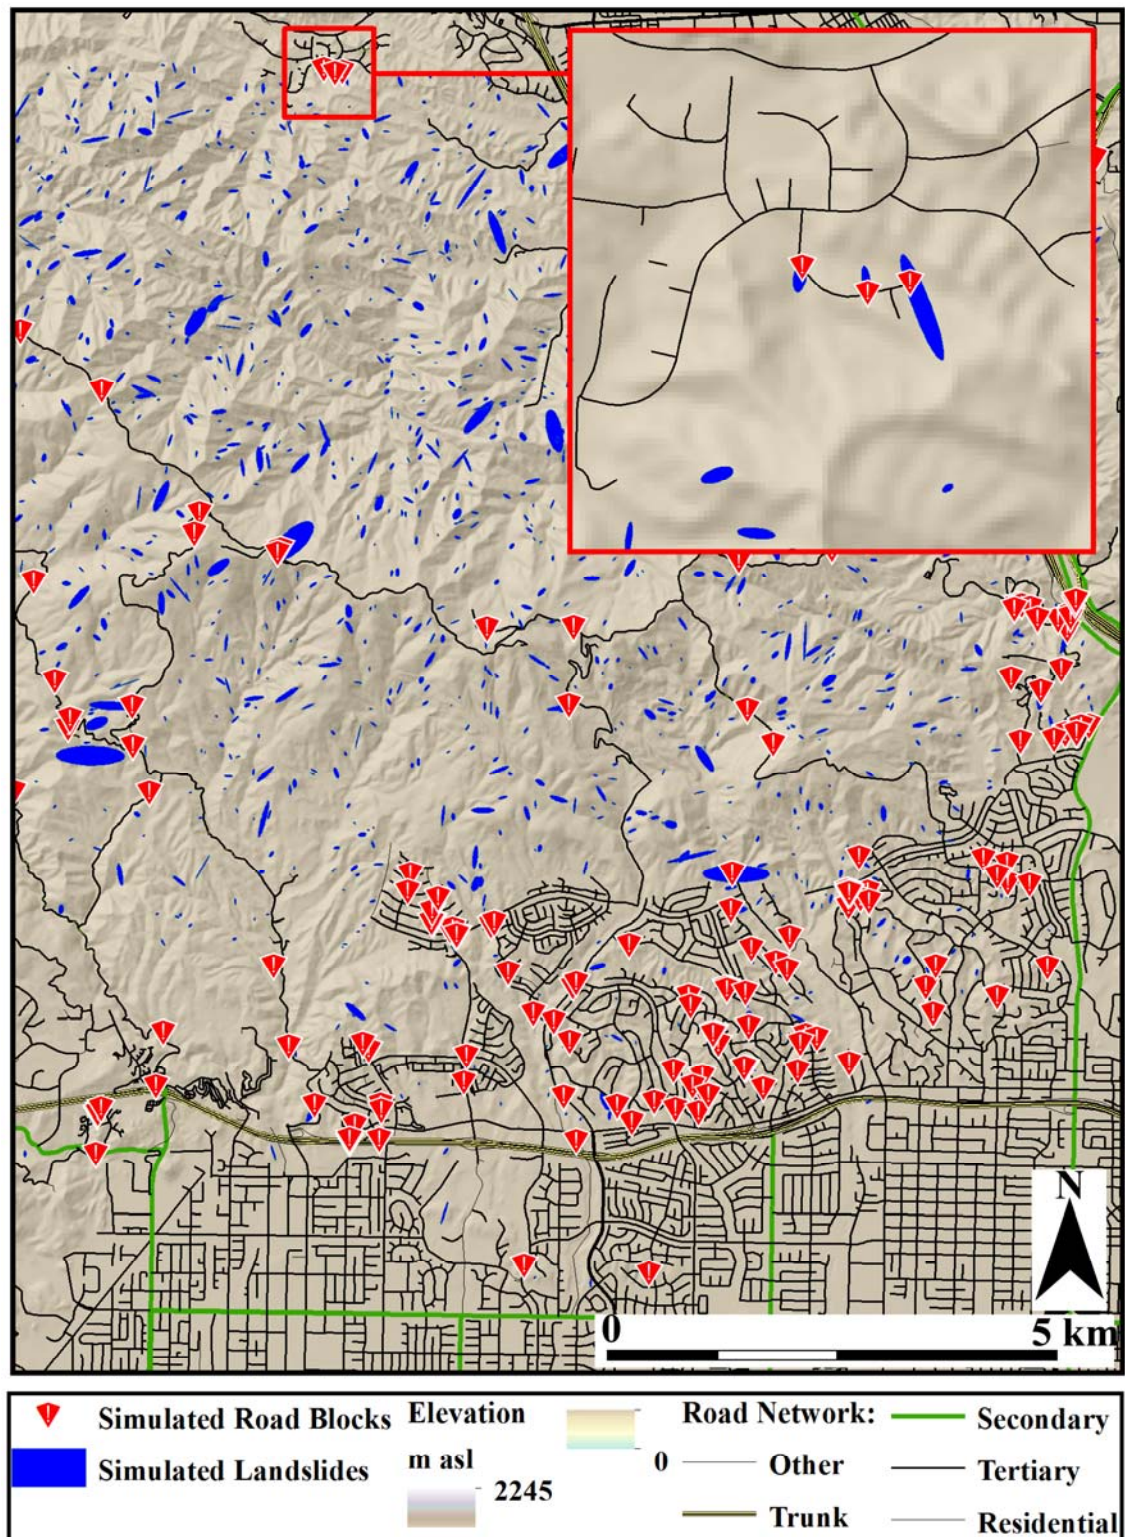 N
0 5 km
Simulated Road Blocks
Simulated Landslides
Elevation
m asl
2245
0
Road Network:
Other
Trunk
Secondary
Tertiary
Residential